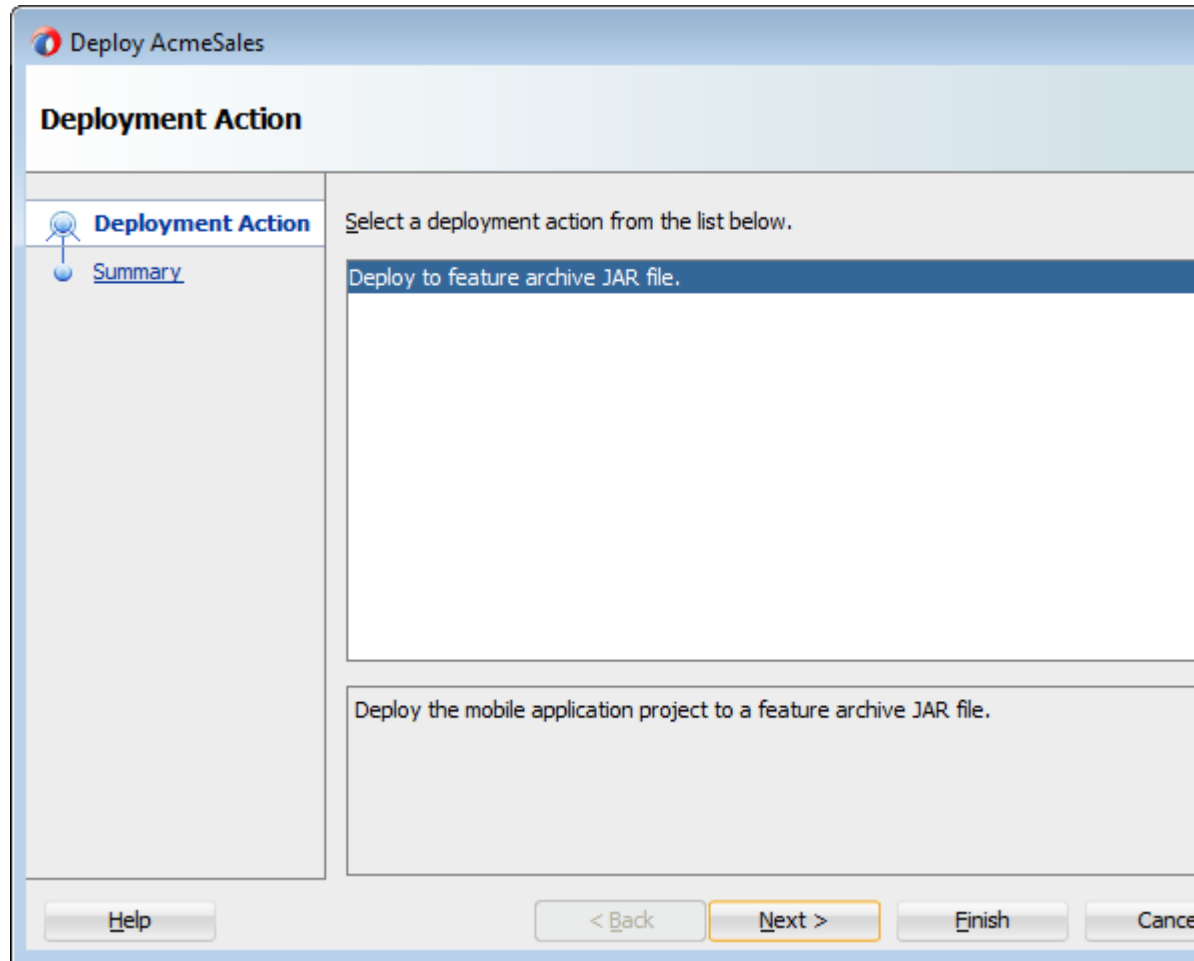 Deploy AcmeSales
Deployment Action
Deployment Action
Summary
Select a deployment action from the list below.
Deploy to feature archive JAR file.
Deploy the mobile application project to a feature archive JAR file.
Help
< Back
Next >
Finish
Cance